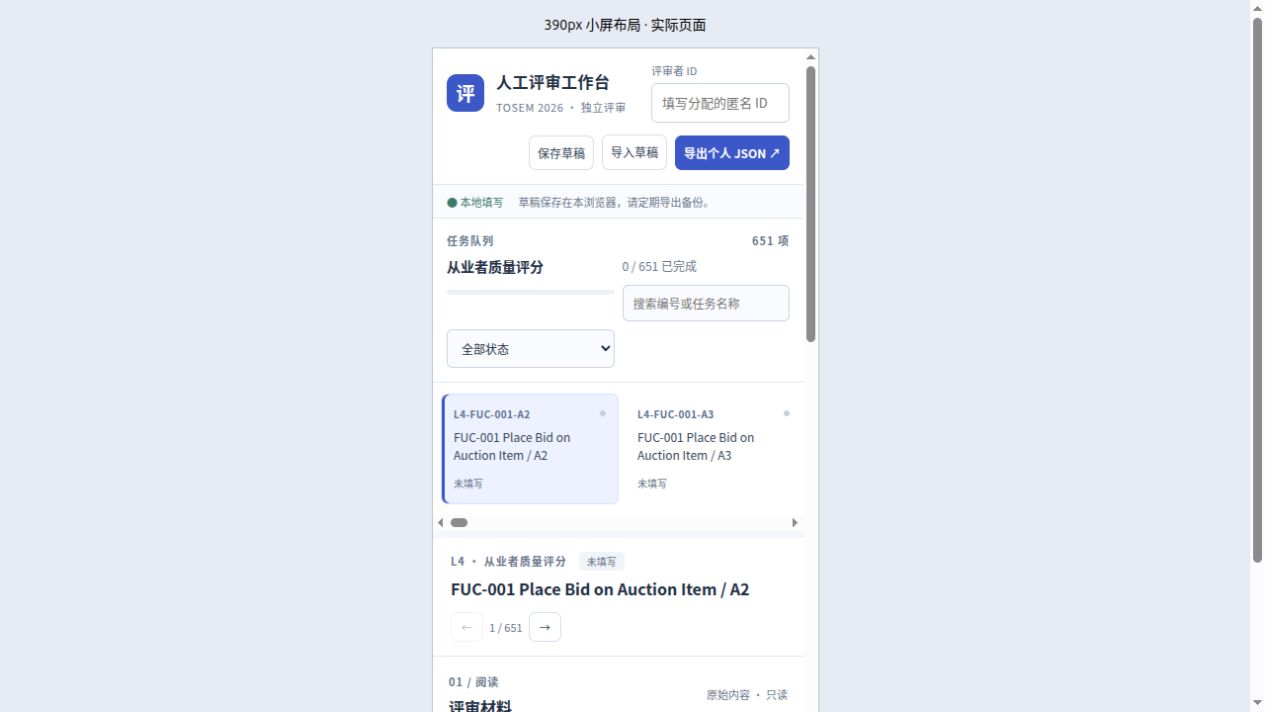 390px 小屏布局 · 实际页面
评
人工评审工作台
TOSEM 2026 · 独立评审
评审者 ID
填写分配的匿名 ID
保存草稿
导入草稿
导出个人 JSON ↗
本地填写 草稿保存在本浏览器，请定期导出备份。
任务队列 651 项
从业者质量评分 0 / 651 已完成
搜索编号或任务名称
全部状态
L4-FUC-001-A2
FUC-001 Place Bid on
Auction Item / A2
未填写
L4-FUC-001-A3
FUC-001 Place Bid on
Auction Item / A3
未填写
L4 · 从业者质量评分 未填写
FUC-001 Place Bid on Auction Item / A2
← 1 / 651 →
01 / 阅读
评审材料
原始内容 · 只读